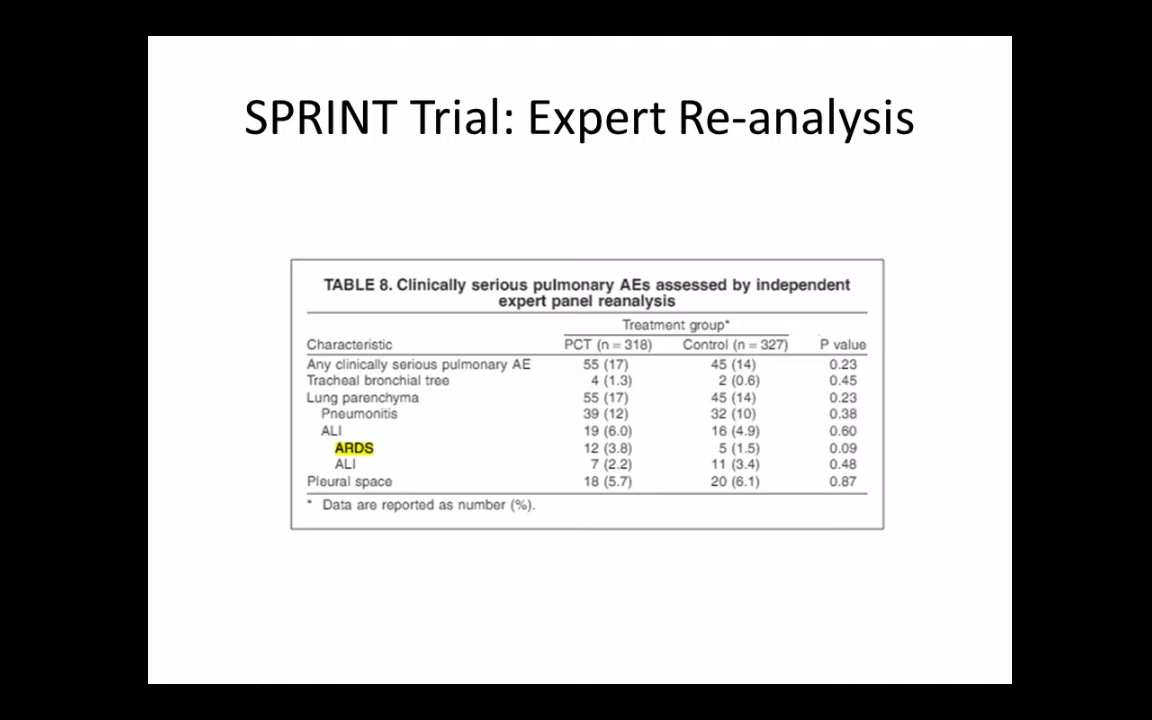 SPRINT Trial: Expert Re-analysis
TABLE 8. Clinically serious pulmonary AEs assessed by independent
expert panel reanalysis
Treatment group*
Characteristic PCT (n = 318) Control (n = 327) P value
Any clinically serious pulmonary AE 55 (17) 45 (14) 0.23
Tracheal bronchial tree 4 (1.3) 2 (0.6) 0.45
Lung parenchyma 55 (17) 45 (14) 0.23
Pneumonitis 39 (12) 32 (10) 0.38
ALI 19 (6.0) 16 (4.9) 0.60
ARDS 12 (3.8) 5 (1.5) 0.09
ALI 7 (2.2) 11 (3.4) 0.48
Pleural space 18 (5.7) 20 (6.1) 0.87
* Data are reported as number (%).